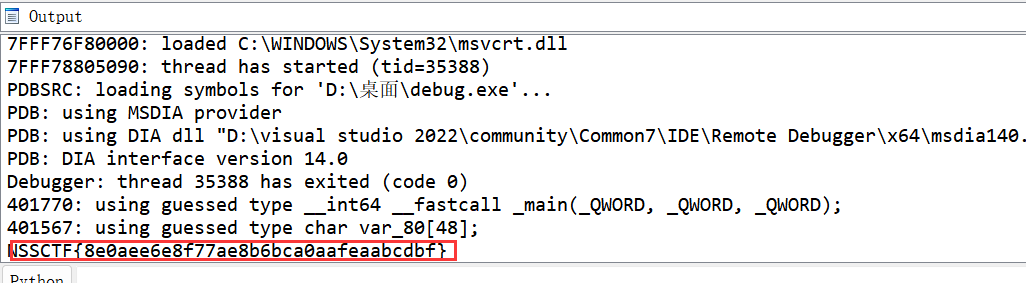 Output
7FFF76F80000: loaded C:\WINDOWS\System32\msvcrt.dll
7FFF78805090: thread has started (tid=35388)
PDBSRC: loading symbols for 'D:\桌面\debug.exe'...
PDB: using MSDIA provider
PDB: using DIA dll "D:\visual studio 2022\community\Common7\IDE\Remote Debugger\x64\msdia140.
PDB: DIA interface version 14.0
Debugger: thread 35388 has exited (code 0)
401770: using guessed type __int64 __fastcall _main(_QWORD, _QWORD, _QWORD);
401567: using guessed type char var_80[48];
NSSCTF{8e0aee6e8f77ae8b6bca0aafeaabcdbf}
Python